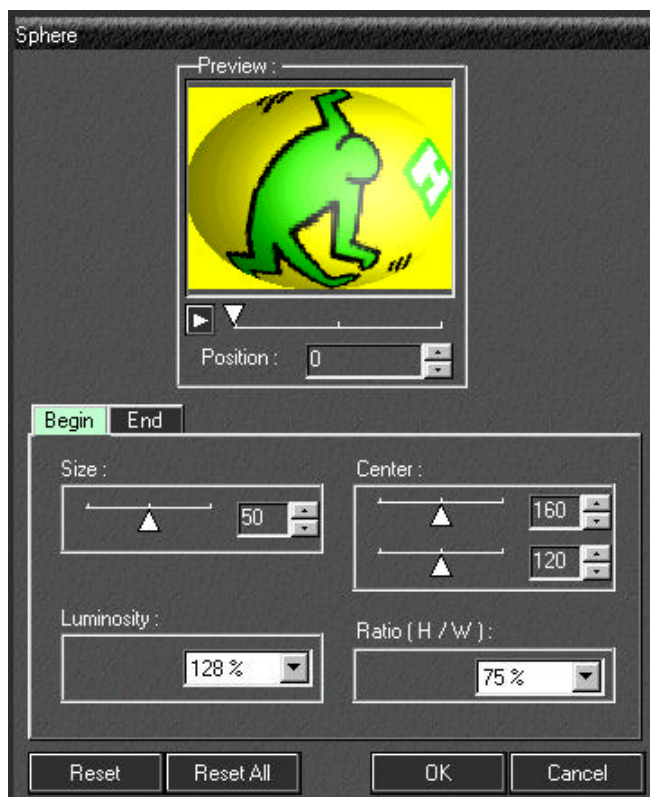 Sphere
Preview :
H
Position : 0
Begin End
Size : Center :
50 160
120
Luminosity : Ratio ( H / W ) :
128 % 75 %
Reset Reset All OK Cancel